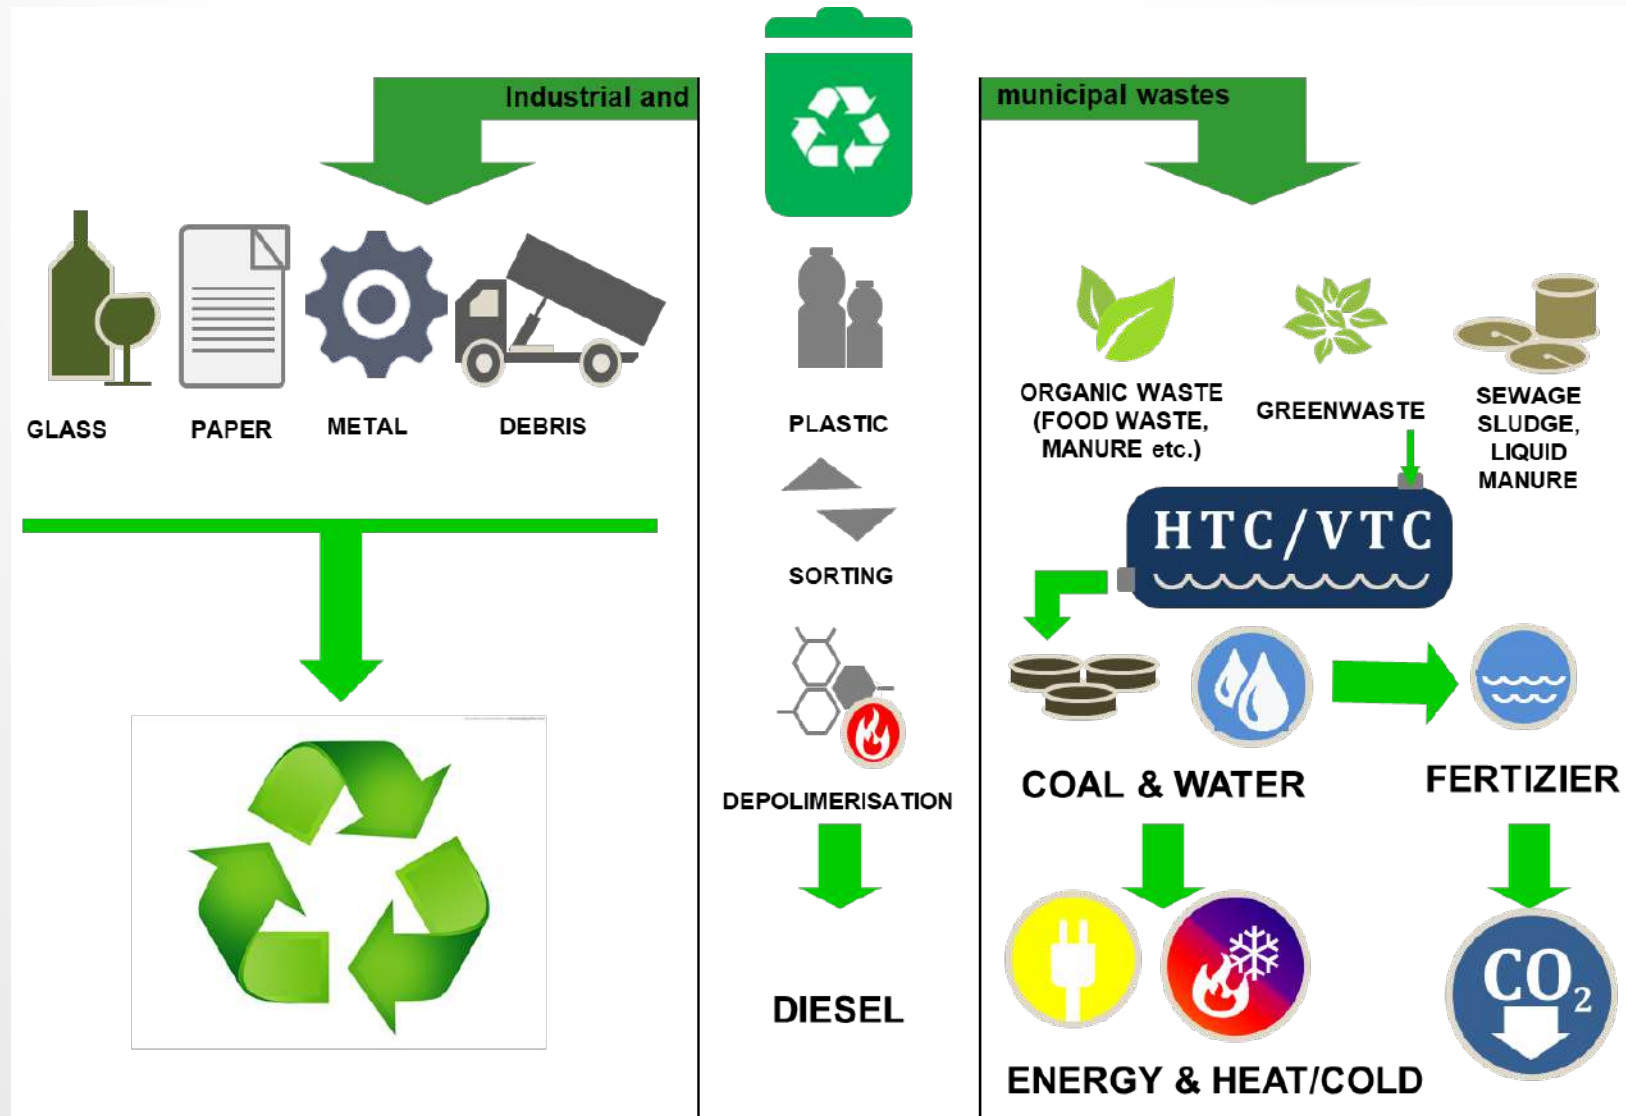 Industrial and
municipal wastes
GLASS
PAPER
METAL
DEBRIS
PLASTIC
SORTING
DEPOLIMERISATION
DIESEL
ORGANIC WASTE
(FOOD WASTE,
MANURE etc.)
GREENWASTE
SEWAGE
SLUDGE,
LIQUID
MANURE
HTC/VTC
COAL & WATER
FERTIZIER
ENERGY & HEAT/COLD
CO₂